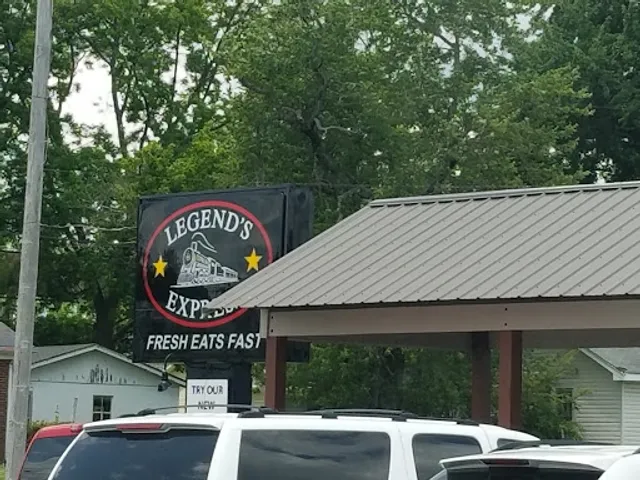 LEGEND'S
EXPRESS
FRESH EATS FAST
TRY OUR
NEW